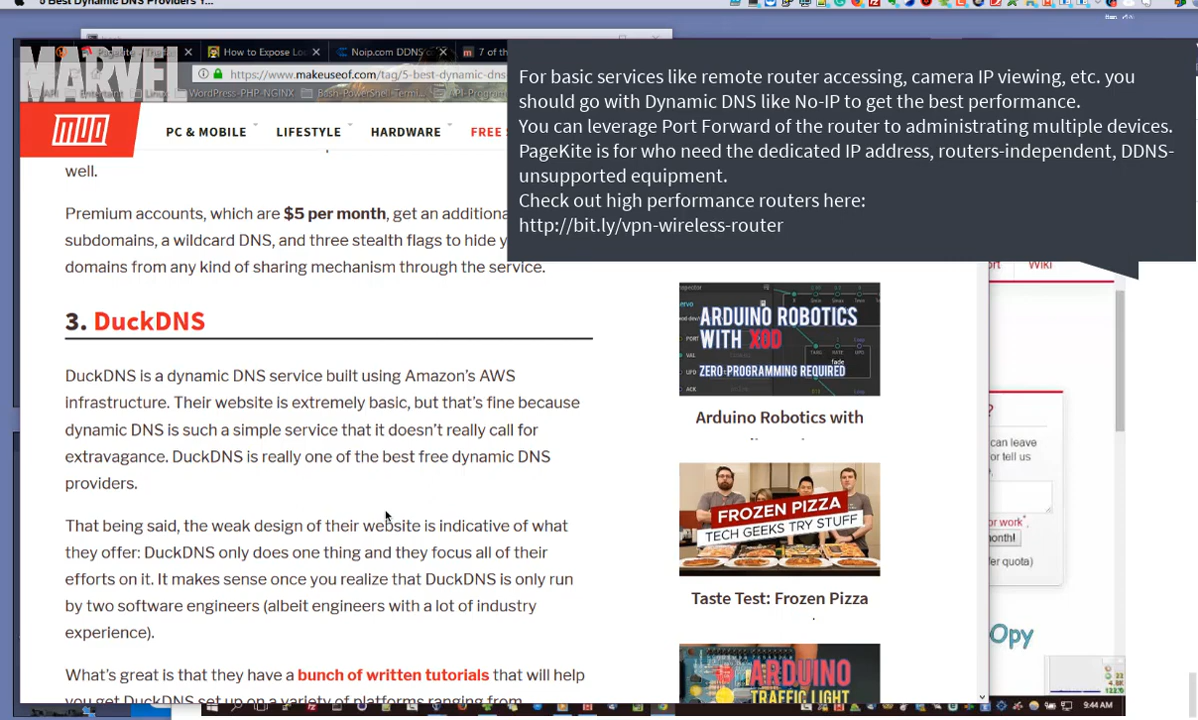 5 Best Dynamic DNS Providers Y...
MARVEL
How to Expose Lo
Noip.com DDNS
7 of th
https://www.makeuseof.com/tag/5-best-dynamic-dns
WordPress-PHP-NGINX
MUO
PC & MOBILE
LIFESTYLE
HARDWARE
FREE
For basic services like remote router accessing, camera IP viewing, etc. you
should go with Dynamic DNS like No-IP to get the best performance.
You can leverage Port Forward of the router to administrating multiple devices.
PageKite is for who need the dedicated IP address, routers-independent, DDNS-
unsupported equipment.
Check out high performance routers here:
http://bit.ly/vpn-wireless-router
well.
Premium accounts, which are $5 per month, get an additiona
subdomains, a wildcard DNS, and three stealth flags to hide y
domains from any kind of sharing mechanism through the service.
3. DuckDNS
DuckDNS is a dynamic DNS service built using Amazon's AWS
infrastructure. Their website is extremely basic, but that's fine because
dynamic DNS is such a simple service that it doesn't really call for
extravagance. DuckDNS is really one of the best free dynamic DNS
providers.
That being said, the weak design of their website is indicative of what
they offer: DuckDNS only does one thing and they focus all of their
efforts on it. It makes sense once you realize that DuckDNS is only run
by two software engineers (albeit engineers with a lot of industry
experience).
What's great is that they have a bunch of written tutorials that will help
you get DuckDNS set up on a variety of platforms ranging from
ARDUINO ROBOTICS
WITH XOD
ZERO-PROGRAMMING REQUIRED
Arduino Robotics with
FROZEN PIZZA
TECH GEEKS TRY STUFF
Taste Test: Frozen Pizza
ARDUINO
TRAFFIC LIGHT
Wiki
?
can leave
or tell us
or work
month!
fer quota)
Opy
9:44 AM